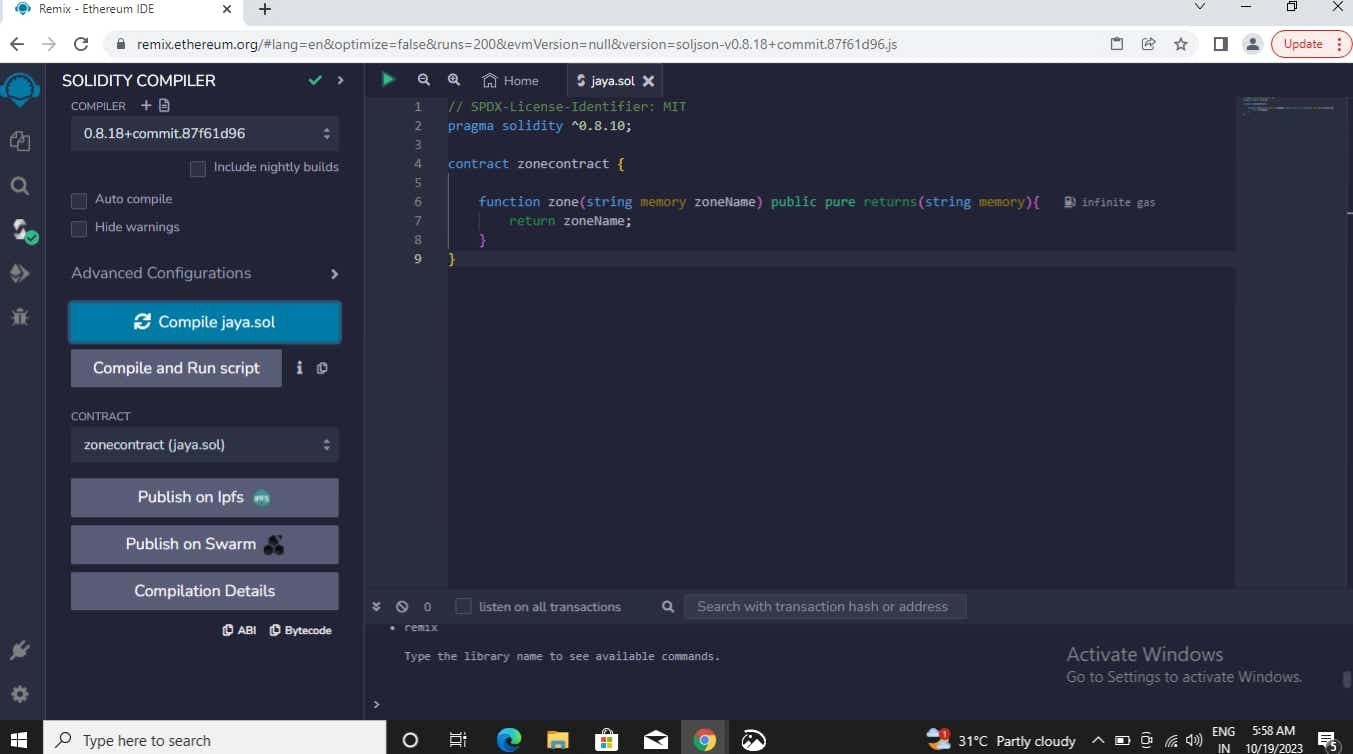 Remix - Ethereum IDE
remix.ethereum.org/#lang=en&optimize=false&runs=200&evmVersion=null&version=soljson-v0.8.18+commit.87f61d96.js
Update
SOLIDITY COMPILER
COMPILER
0.8.18+commit.87f61d96
Include nightly builds
Auto compile
Hide warnings
Advanced Configurations
Compile jaya.sol
Compile and Run script
CONTRACT
zonecontract (jaya.sol)
Publish on Ipfs
IPFS
Publish on Swarm
Compilation Details
ABI Bytecode
Home jaya.sol
1 // SPDX-License-Identifier: MIT
2 pragma solidity ^0.8.10;
3
4 contract zonecontract {
5
6 function zone(string memory zoneName) public pure returns(string memory){ infinite gas
7 return zoneName;
8 }
9 }
0 listen on all transactions Search with transaction hash or address
• remix
Type the library name to see available commands.
>
Activate Windows
Go to Settings to activate Windows.
Type here to search
1
31°C Partly cloudy
ENG
IN
5:58 AM
10/19/2023
5